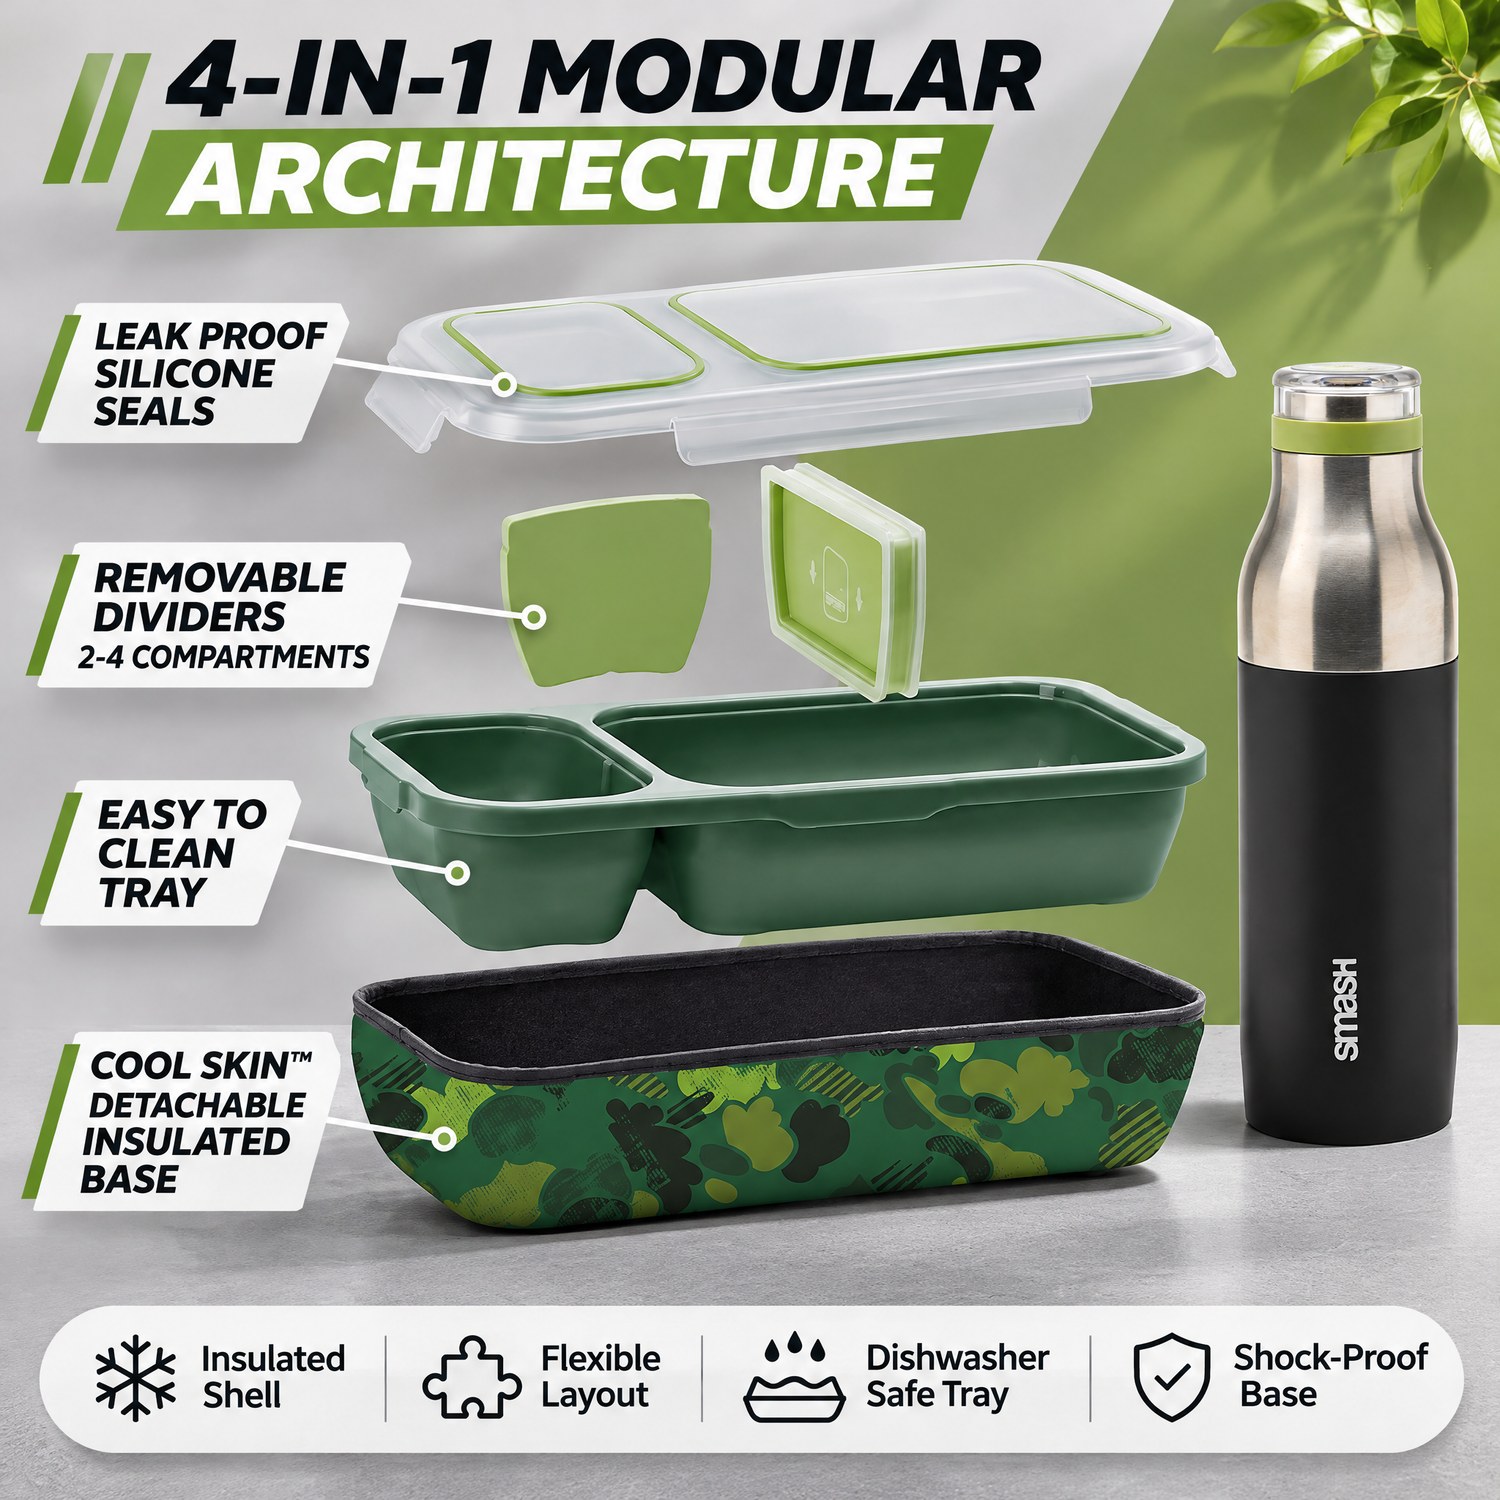 4-IN-1 MODULAR
ARCHITECTURE
LEAK PROOF
SILICONE
SEALS
REMOVABLE
DIVIDERS
2-4 COMPARTMENTS
EASY TO
CLEAN
TRAY
COOL SKIN™
DETACHABLE
INSULATED
BASE
smash
Insulated
Shell
Flexible
Layout
Dishwasher
Safe Tray
Shock-Proof
Base